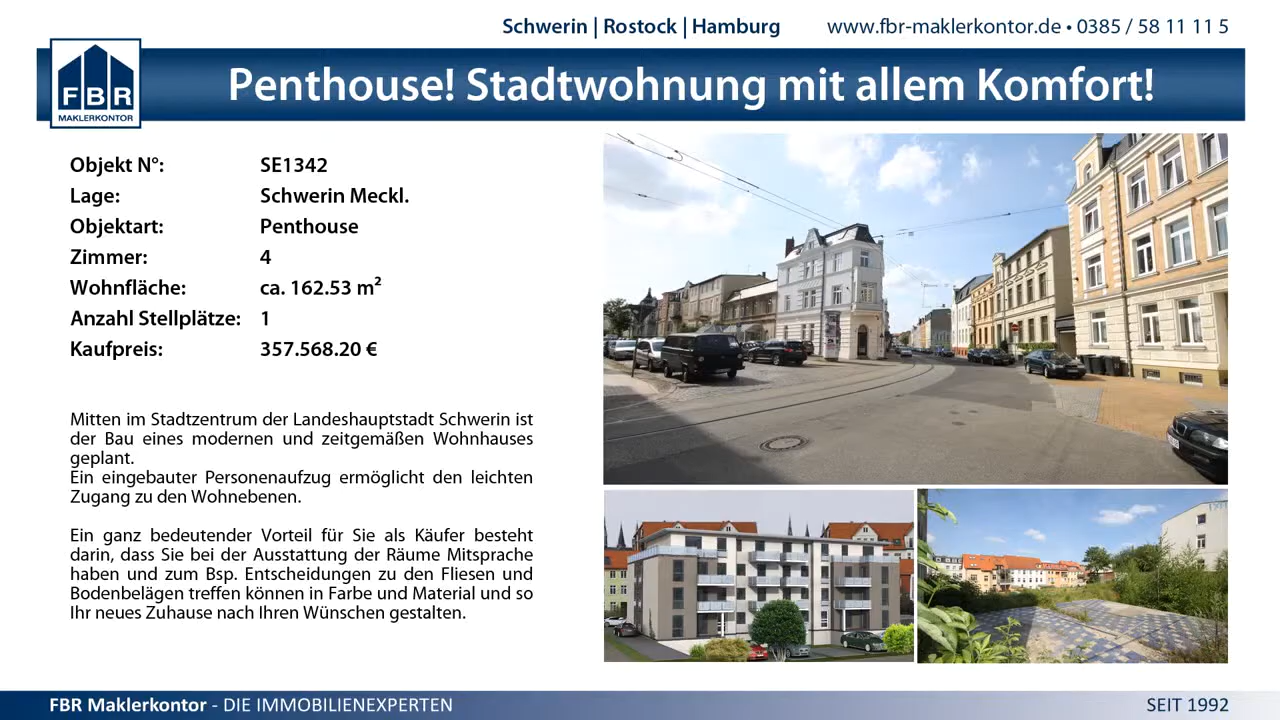 Schwerin | Rostock | Hamburg
www.fbr-maklerkontor.de • 0385 / 58 11 11 5
FBR
MAKLERKONTOR
Penthouse! Stadtwohnung mit allem Komfort!
Objekt N°: SE1342
Lage: Schwerin Meckl.
Objektart: Penthouse
Zimmer: 4
Wohnfläche: ca. 162.53 m²
Anzahl Stellplätze: 1
Kaufpreis: 357.568.20 €
Mitten im Stadtzentrum der Landeshauptstadt Schwerin ist
der Bau eines modernen und zeitgemäßen Wohnhauses
geplant.
Ein eingebauter Personenaufzug ermöglicht den leichten
Zugang zu den Wohnebenen.
Ein ganz bedeutender Vorteil für Sie als Käufer besteht
darin, dass Sie bei der Ausstattung der Räume Mitsprache
haben und zum Bsp. Entscheidungen zu den Fliesen und
Bodenbelägen treffen können in Farbe und Material und so
Ihr neues Zuhause nach Ihren Wünschen gestalten.
FBR Maklerkontor - DIE IMMOBILIENEXPERTEN
SEIT 1992